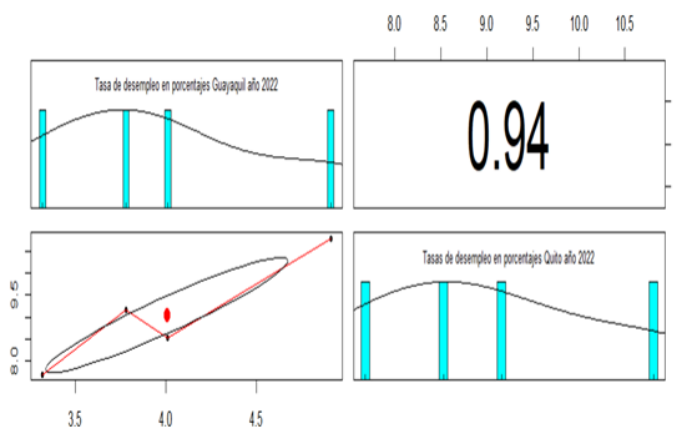 8.0 8.5 9.0 9.5 10.0 10.5
Tasa de desempleo en porcentajes Guayaquil año 2022
0.94
8.0 9.5
Tasas de desempleo en porcentajes Quito año 2022
3.5 4.0 4.5